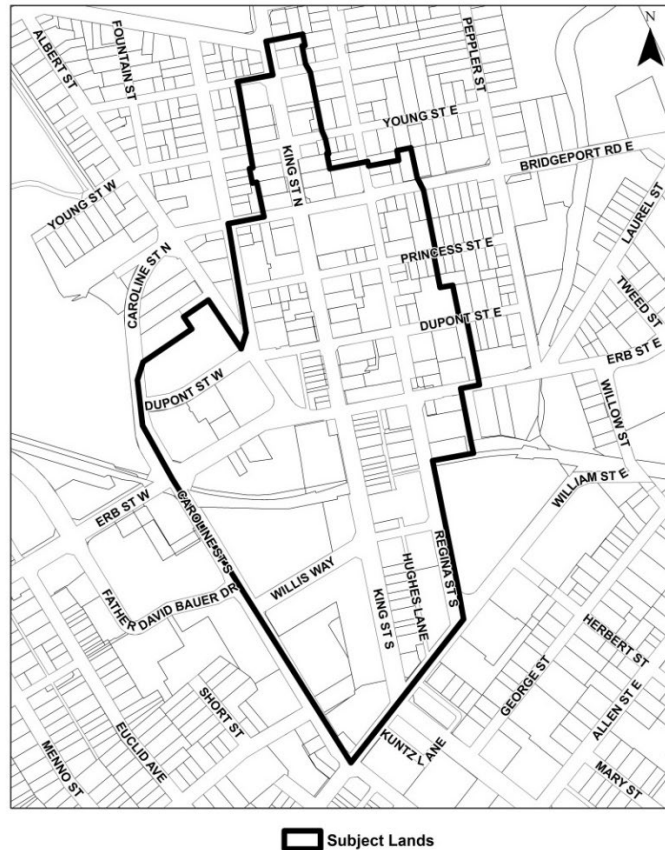 N
ALBERT ST
FOUNTAIN ST
PEPPLER ST
YOUNG ST E
KING ST N
BRIDGEPORT RD E
YOUNG ST W
LAUREL ST
CAROLINE ST N
PRINCESS ST E
TWEED ST
DUPONT ST E
ERB ST E
DUPONT ST W
WILLOW ST
WILLIAM ST E
ERB ST W
CAROLINE ST S
REGINA ST S
HUGHES LANE
WILLIS WAY
FATHER DAVID BAUER DR
KING ST S
HERBERT ST
GEORGE ST
SHORT ST
ALLEN ST E
EUCLID AVE
KUNTZ LANE
MENNO ST
MARY ST
Subject Lands